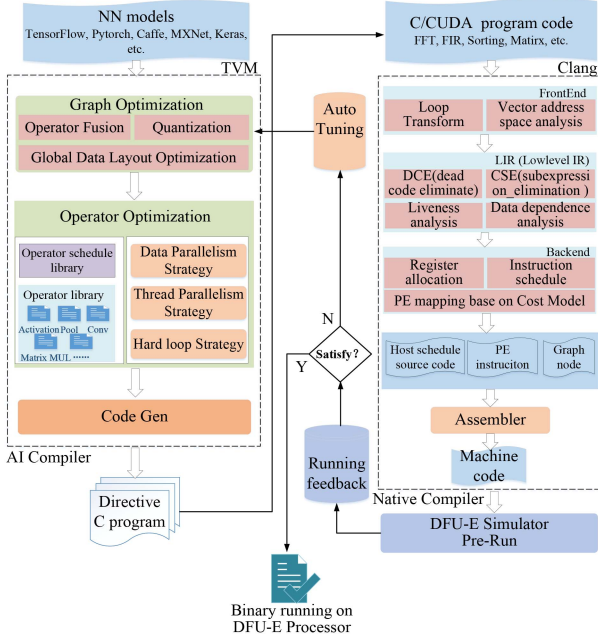 NN models
TensorFlow, Pytorch, Caffe, MXNet, Keras,
etc.
TVM
Graph Optimization
Operator Fusion
Quantization
Global Data Layout Optimization
Operator Optimization
Operator schedule
library
Operator library
Activation Pool Conv
Matrix MUL ······
Data Parallelism
Strategy
Thread Parallelism
Strategy
Hard loop Strategy
Code Gen
AI Compiler
Directive
C program
Auto
Tuning
N
Satisfy?
Y
Running
feedback
Binary running on
DFU-E Processor
C/CUDA program code
FFT, FIR, Sorting, Matirx, etc.
Clang
FrontEnd
Loop
Transform
Vector address
space analysis
LIR (Lowlevel IR)
DCE(dead
code eliminate)
CSE(subexpressi
on_elimination )
Liveness
analysis
Data dependence
analysis
Backend
Register
allocation
Instruction
schedule
PE mapping base on Cost Model
Host schedule
source code
PE
instruciton
Graph
node
Assembler
Machine
code
Native Compiler
DFU-E Simulator
Pre-Run